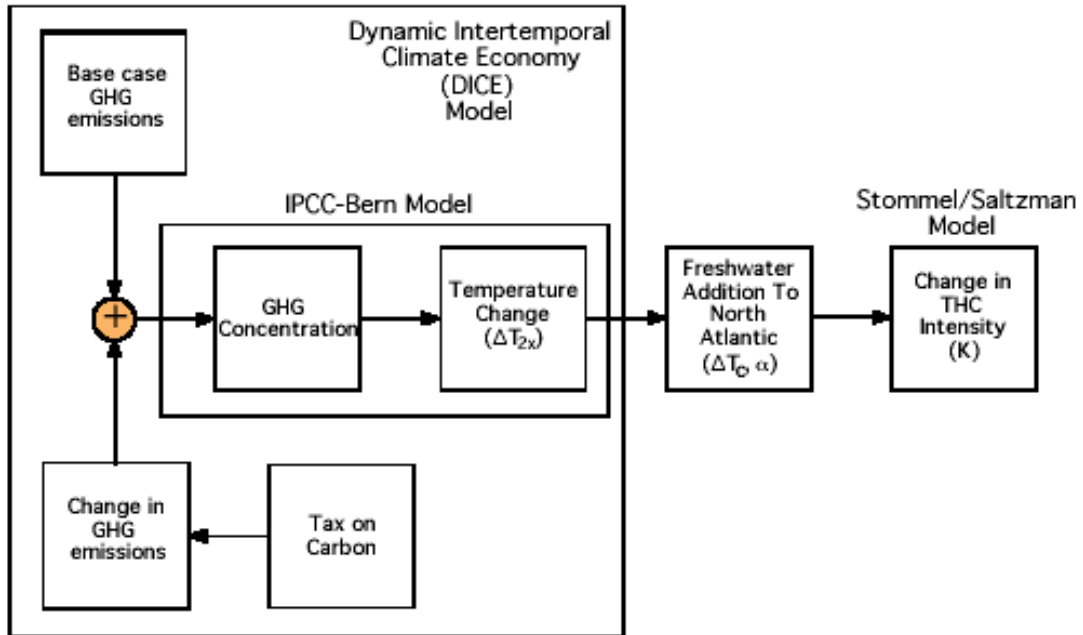 Dynamic Intertemporal
Climate Economy
(DICE)
Model
Base case
GHG
emissions
IPCC-Bern Model
Stommel/Saltzman
Model
+
GHG
Concentration
Temperature
Change
(ΔT2x)
Freshwater
Addition To
North
Atlantic
(ΔTc, α)
Change in
THC
Intensity
(K)
Change in
GHG
emissions
Tax on
Carbon